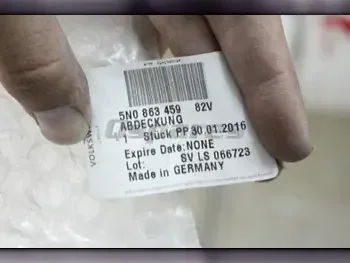 5N0 863 459 82V
ABDECKUNG
1 Stück PP 30.01.2016
Expire Date: NONE
Lot: SV LS 066723
Made in GERMANY
VOLKSW